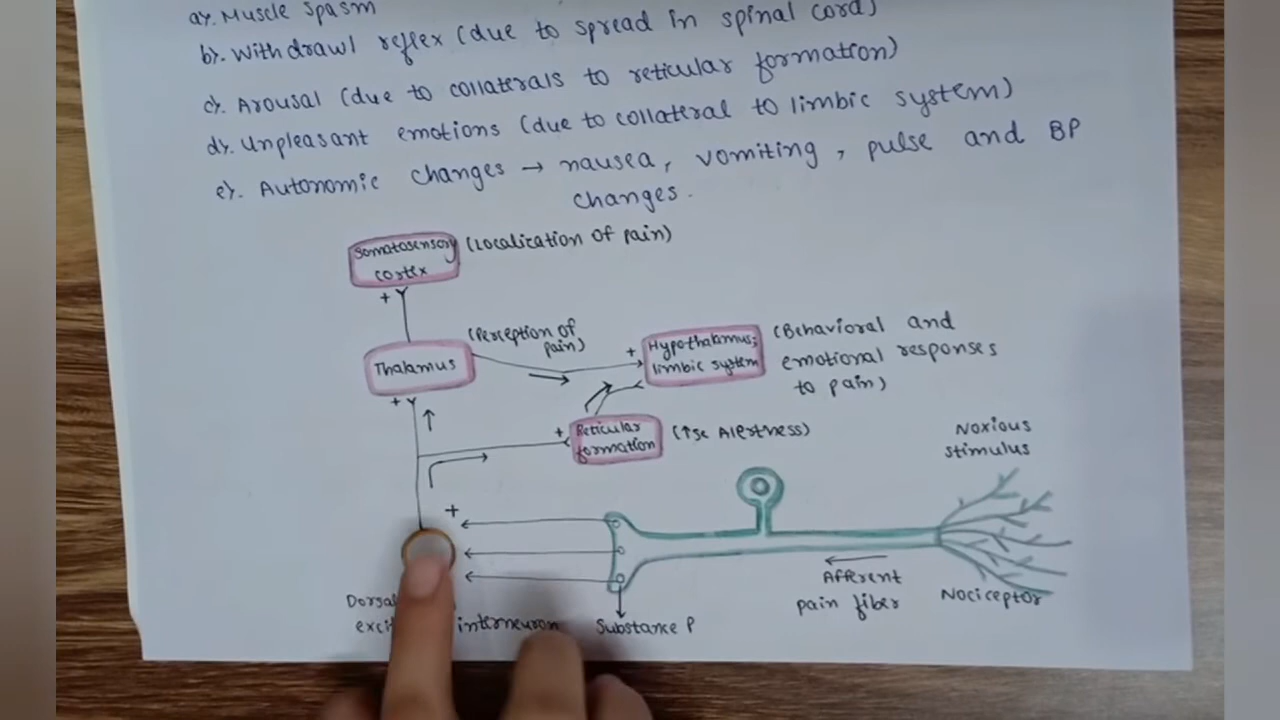 a). Muscle spasm
b). Withdrawl reflex (due to spread in spinal cord)
c). Arousal (due to collaterals to reticular formation)
d). Unpleasant emotions (due to collateral to limbic system)
e). Autonomic changes → nausea, vomiting, pulse and BP
changes.
Somatosensory (Localization of pain)
cortex
+
(Perception of
pain)
Thalamus
+
Hypothalamus;
limbic system
(Behavioral and
emotional responses
to pain)
+
+
Reticular
formation
(↑se Alertness)
Noxious
stimulus
+
Afferent
pain fiber
Nociceptor
Dorsal
interneuron
Substance P